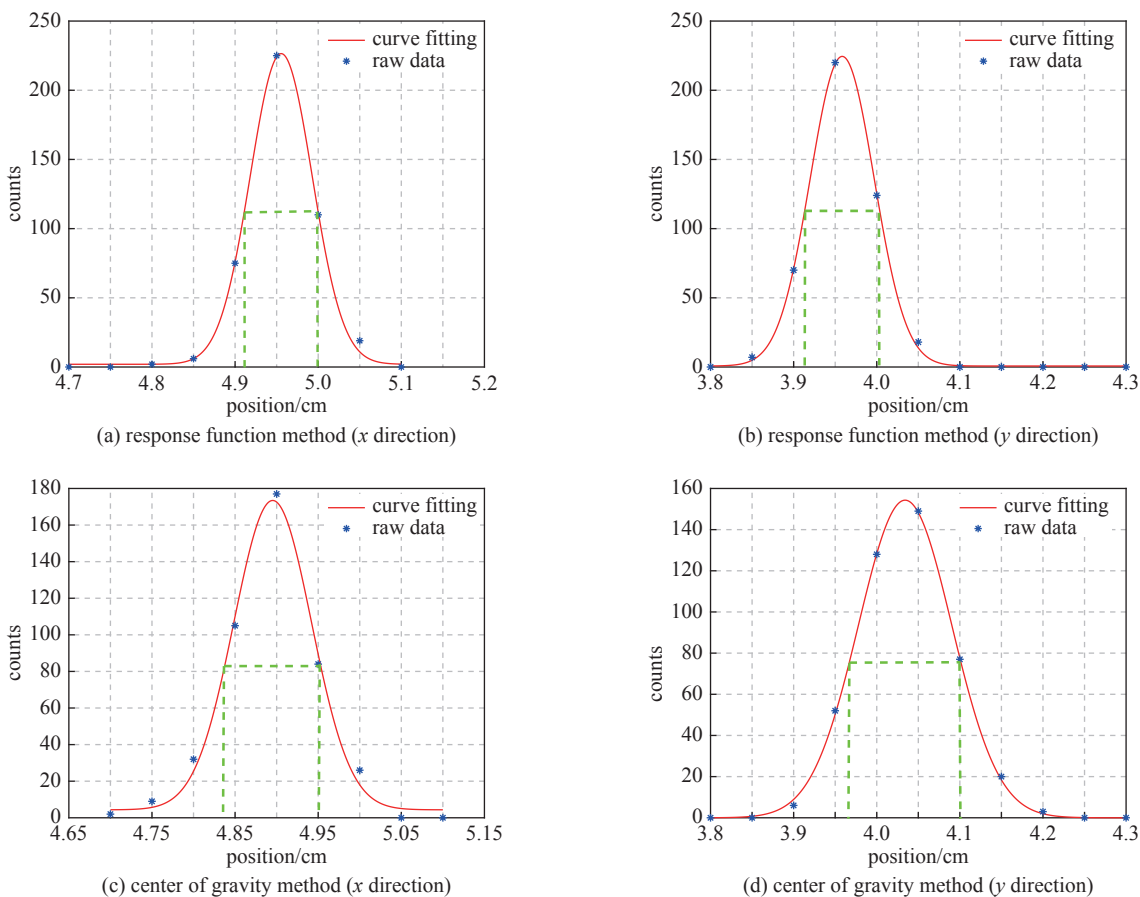 250
200
150
100
50
0
counts
curve fitting
raw data
4.7 4.8 4.9 5.0 5.1 5.2
position/cm
(a) response function method (x direction)
250
200
150
100
50
0
counts
curve fitting
raw data
3.8 3.9 4.0 4.1 4.2 4.3
position/cm
(b) response function method (y direction)
180
160
140
120
100
80
60
40
20
0
counts
curve fitting
raw data
4.65 4.75 4.85 4.95 5.05 5.15
position/cm
(c) center of gravity method (x direction)
160
140
120
100
80
60
40
20
0
counts
curve fitting
raw data
3.8 3.9 4.0 4.1 4.2 4.3
position/cm
(d) center of gravity method (y direction)